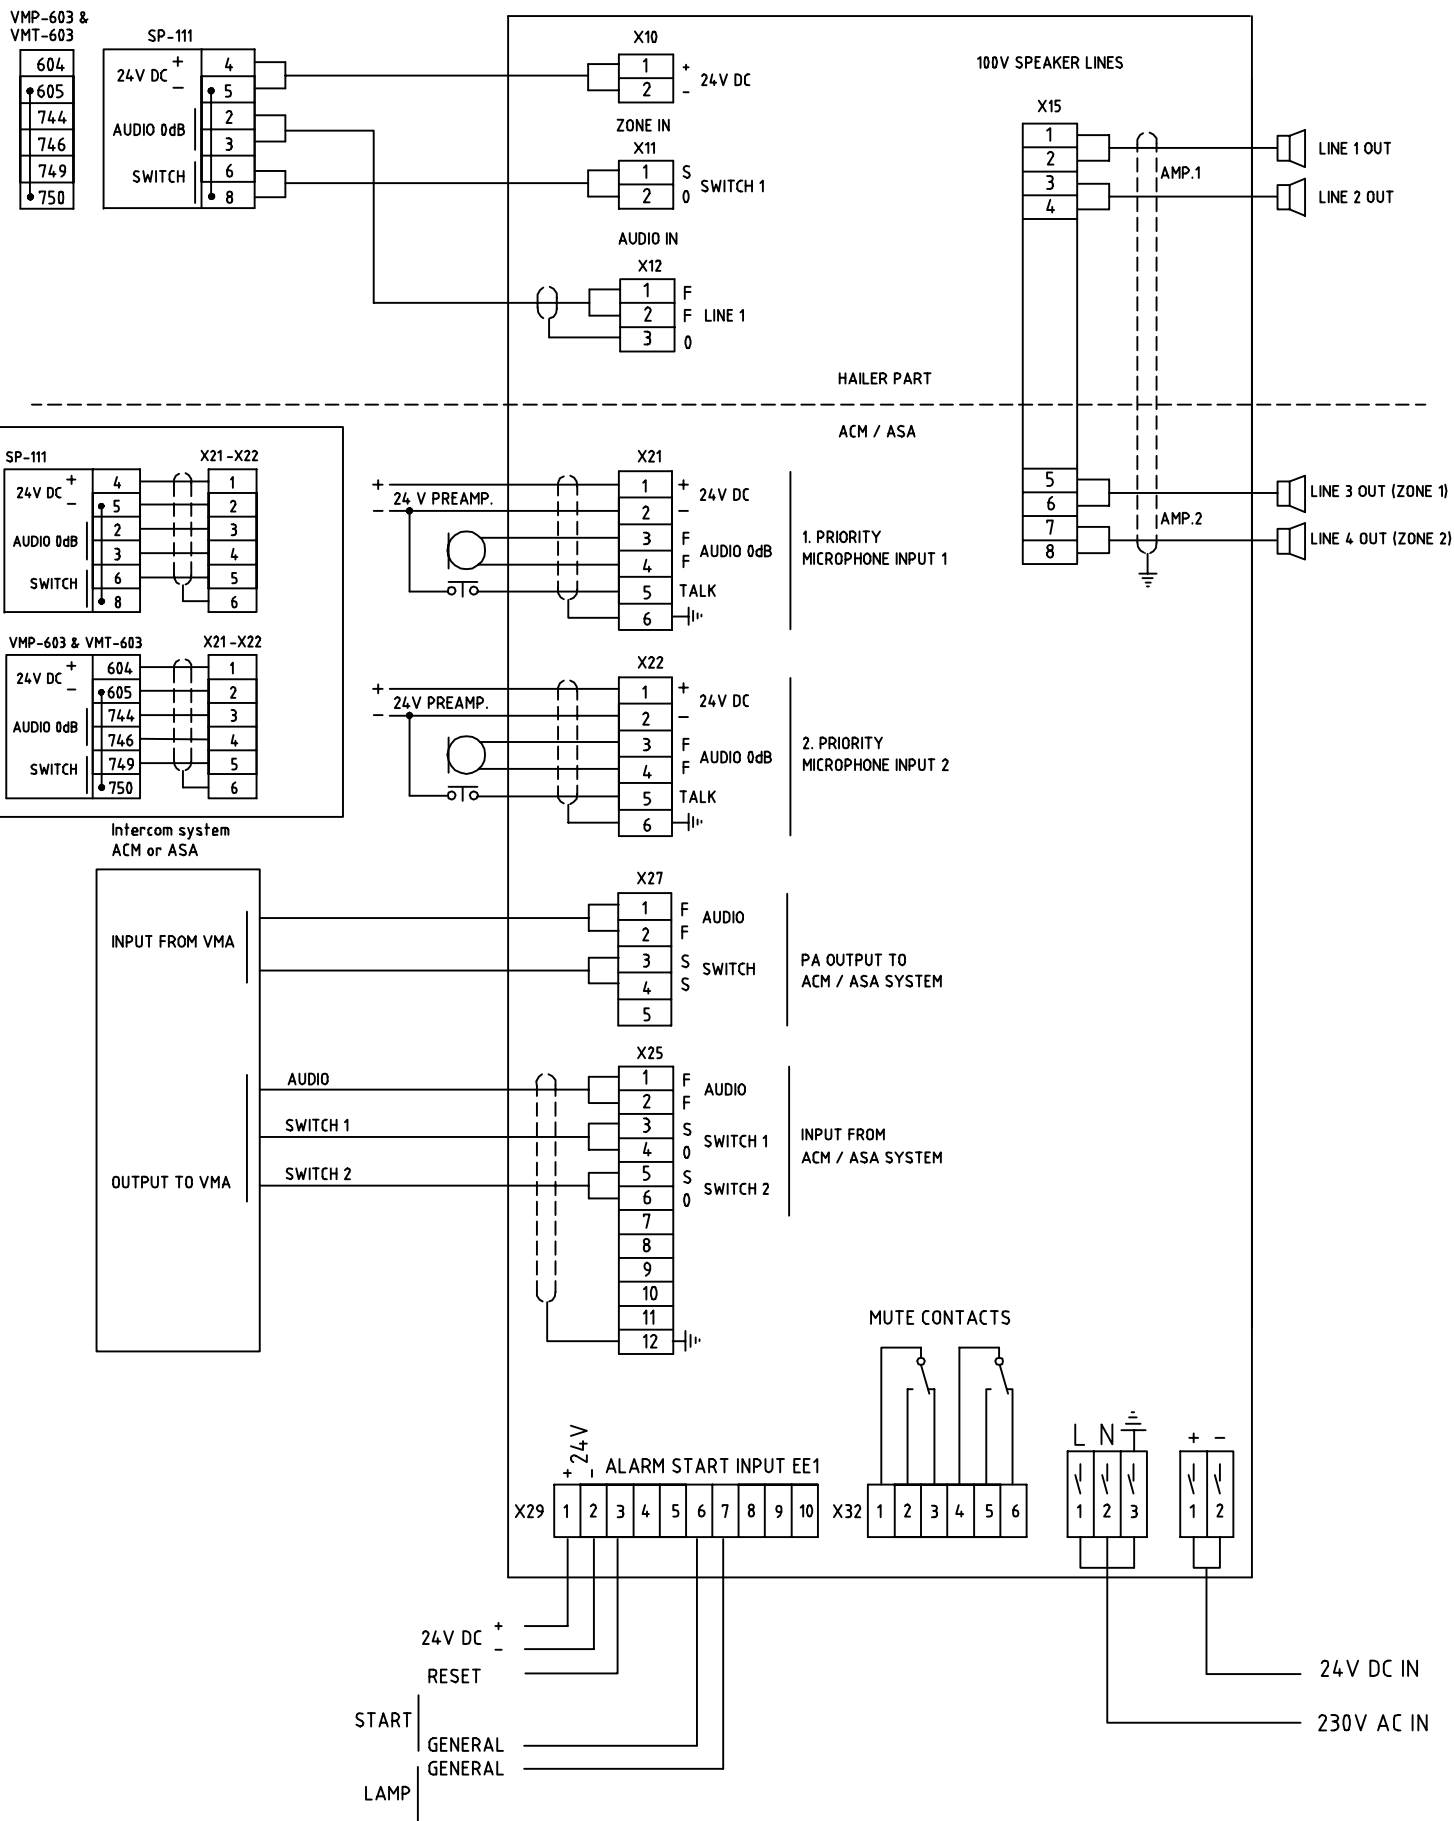 VMP-603 &
VMT-603
604
605
744
746
749
750
SP-111
24V DC + −
AUDIO 0dB
SWITCH
4
5
2
3
6
8
X10
1 +
2 -
24V DC
ZONE IN
X11
1 S
2 0
SWITCH 1
AUDIO IN
X12
1 F
2 F
3 0
LINE 1
100V SPEAKER LINES
X15
1
2
3
4
AMP.1
LINE 1 OUT
LINE 2 OUT
HAILER PART
ACM / ASA
5
6
7
8
AMP.2
LINE 3 OUT (ZONE 1)
LINE 4 OUT (ZONE 2)
SP-111
X21-X22
24V DC + −
AUDIO 0dB
SWITCH
4 1
5 2
2 3
3 4
6 5
8 6
VMP-603 & VMT-603
X21-X22
24V DC + −
AUDIO 0dB
SWITCH
604 1
605 2
744 3
746 4
749 5
750 6
X21
+
−
24 V PREAMP.
1 +
2 −
3 F
4 F
5 TALK
6
24V DC
AUDIO 0dB
1. PRIORITY
MICROPHONE INPUT 1
X22
+
−
24V PREAMP.
1 +
2 −
3 F
4 F
5 TALK
6
24V DC
AUDIO 0dB
2. PRIORITY
MICROPHONE INPUT 2
Intercom system
ACM or ASA
INPUT FROM VMA
OUTPUT TO VMA
X27
1 F
2 F
3 S
4 S
5
AUDIO
SWITCH
PA OUTPUT TO
ACM / ASA SYSTEM
AUDIO
SWITCH 1
SWITCH 2
X25
1 F
2 F
3 S
4 0
5 S
6 0
7
8
9
10
11
12
AUDIO
SWITCH 1
SWITCH 2
INPUT FROM
ACM / ASA SYSTEM
MUTE CONTACTS
+ - 24V
ALARM START INPUT EE1
X29 1 2 3 4 5 6 7 8 9 10
X32 1 2 3 4 5 6
L N
1 2 3
+ −
1 2
24V DC + −
RESET
START
GENERAL
GENERAL
LAMP
24V DC IN
230V AC IN